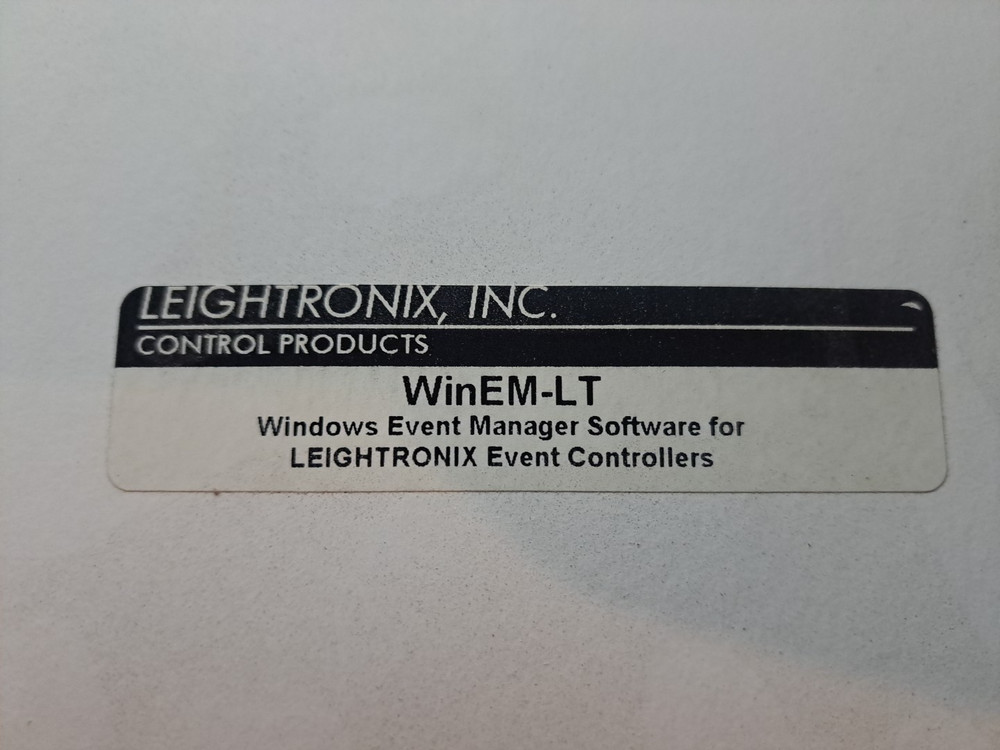 LEIGHTRONIX, INC.
CONTROL PRODUCTS
WinEM-LT
Windows Event Manager Software for
LEIGHTRONIX Event Controllers